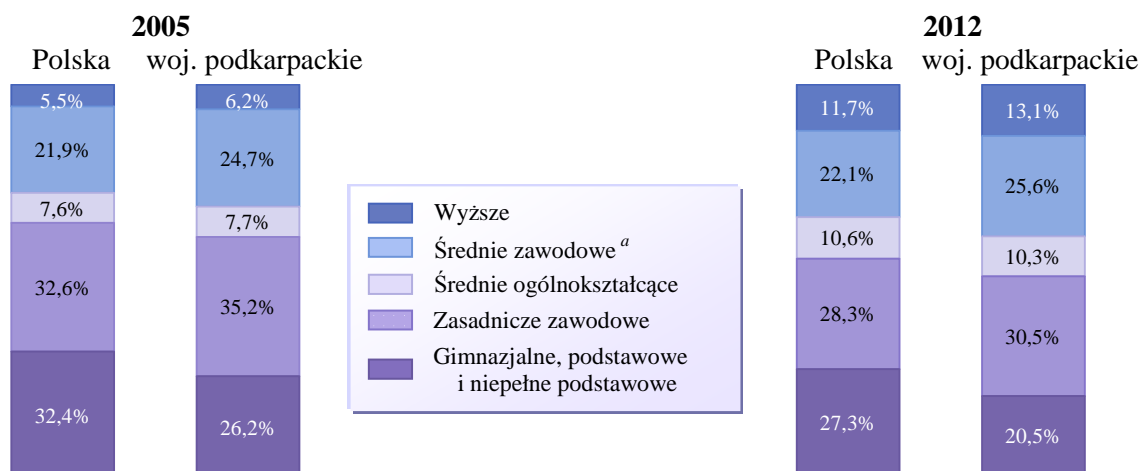 2005
Polska
woj. podkarpackie
5,5%
21,9%
7,6%
32,6%
32,4%
6,2%
24,7%
7,7%
35,2%
26,2%
Wyższe
Średnie zawodowe a
Średnie ogólnokształcące
Zasadnicze zawodowe
Gimnazjalne, podstawowe
i niepełne podstawowe
2012
Polska
woj. podkarpackie
11,7%
22,1%
10,6%
28,3%
27,3%
13,1%
25,6%
10,3%
30,5%
20,5%